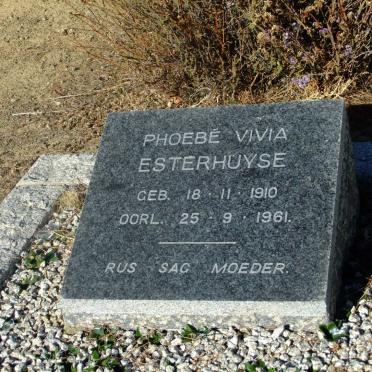 PHOEBÉ VIVIA
ESTERHUYSE
GEB. 18·11·1910
OORL. 25·9·1961.
RUS SAG MOEDER.